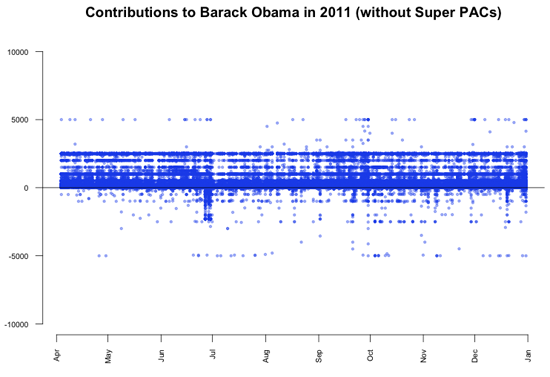 Contributions to Barack Obama in 2011 (without Super PACs)
10000
5000
0
-5000
-10000
Apr May Jun Jul Aug Sep Oct Nov Dec Jan